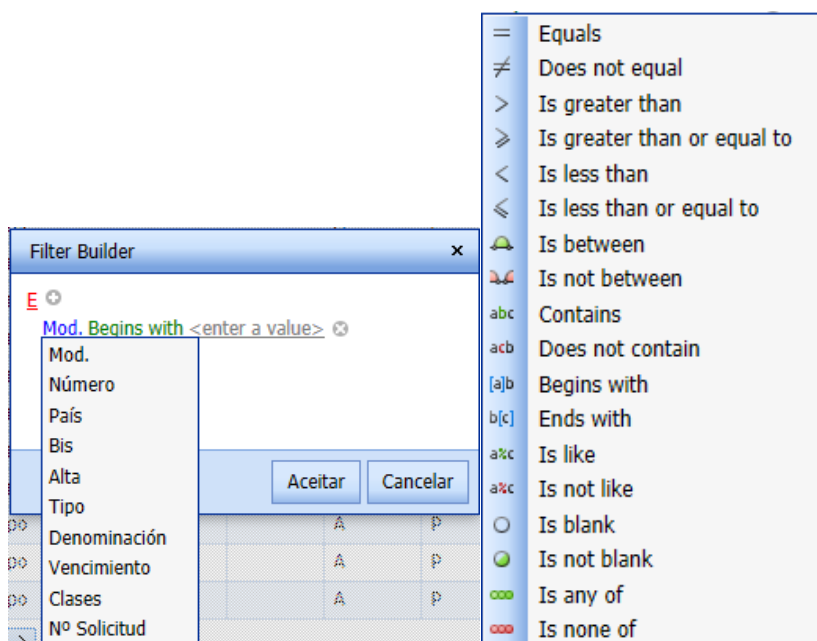 Filter Builder
×
E
Mod. Begins with <enter a value>
Mod.
Número
País
Bis
Alta
Tipo
Denominación
Vencimiento
Clases
Nº Solicitud
Aceitar
Cancelar
po A P
po A P
po A P
= Equals
≠ Does not equal
> Is greater than
⩾ Is greater than or equal to
< Is less than
⩽ Is less than or equal to
Is between
Is not between
abc Contains
acb Does not contain
[a]b Begins with
b[c] Ends with
a%c Is like
a%c Is not like
Is blank
Is not blank
Is any of
Is none of